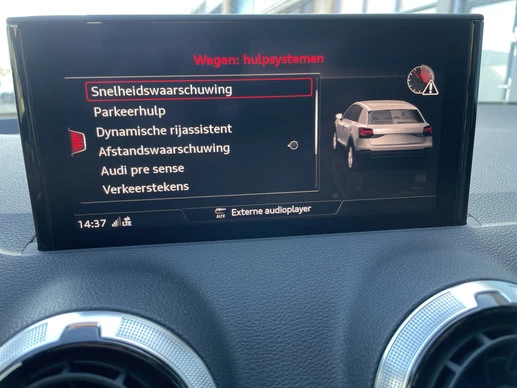 Wagen: hulpsystemen
Snelheidswaarschuwing
Parkeerhulp
Dynamische rijassistent
Afstandswaarschuwing
Audi pre sense
Verkeerstekens
AUX Externe audioplayer
14:37 LTE